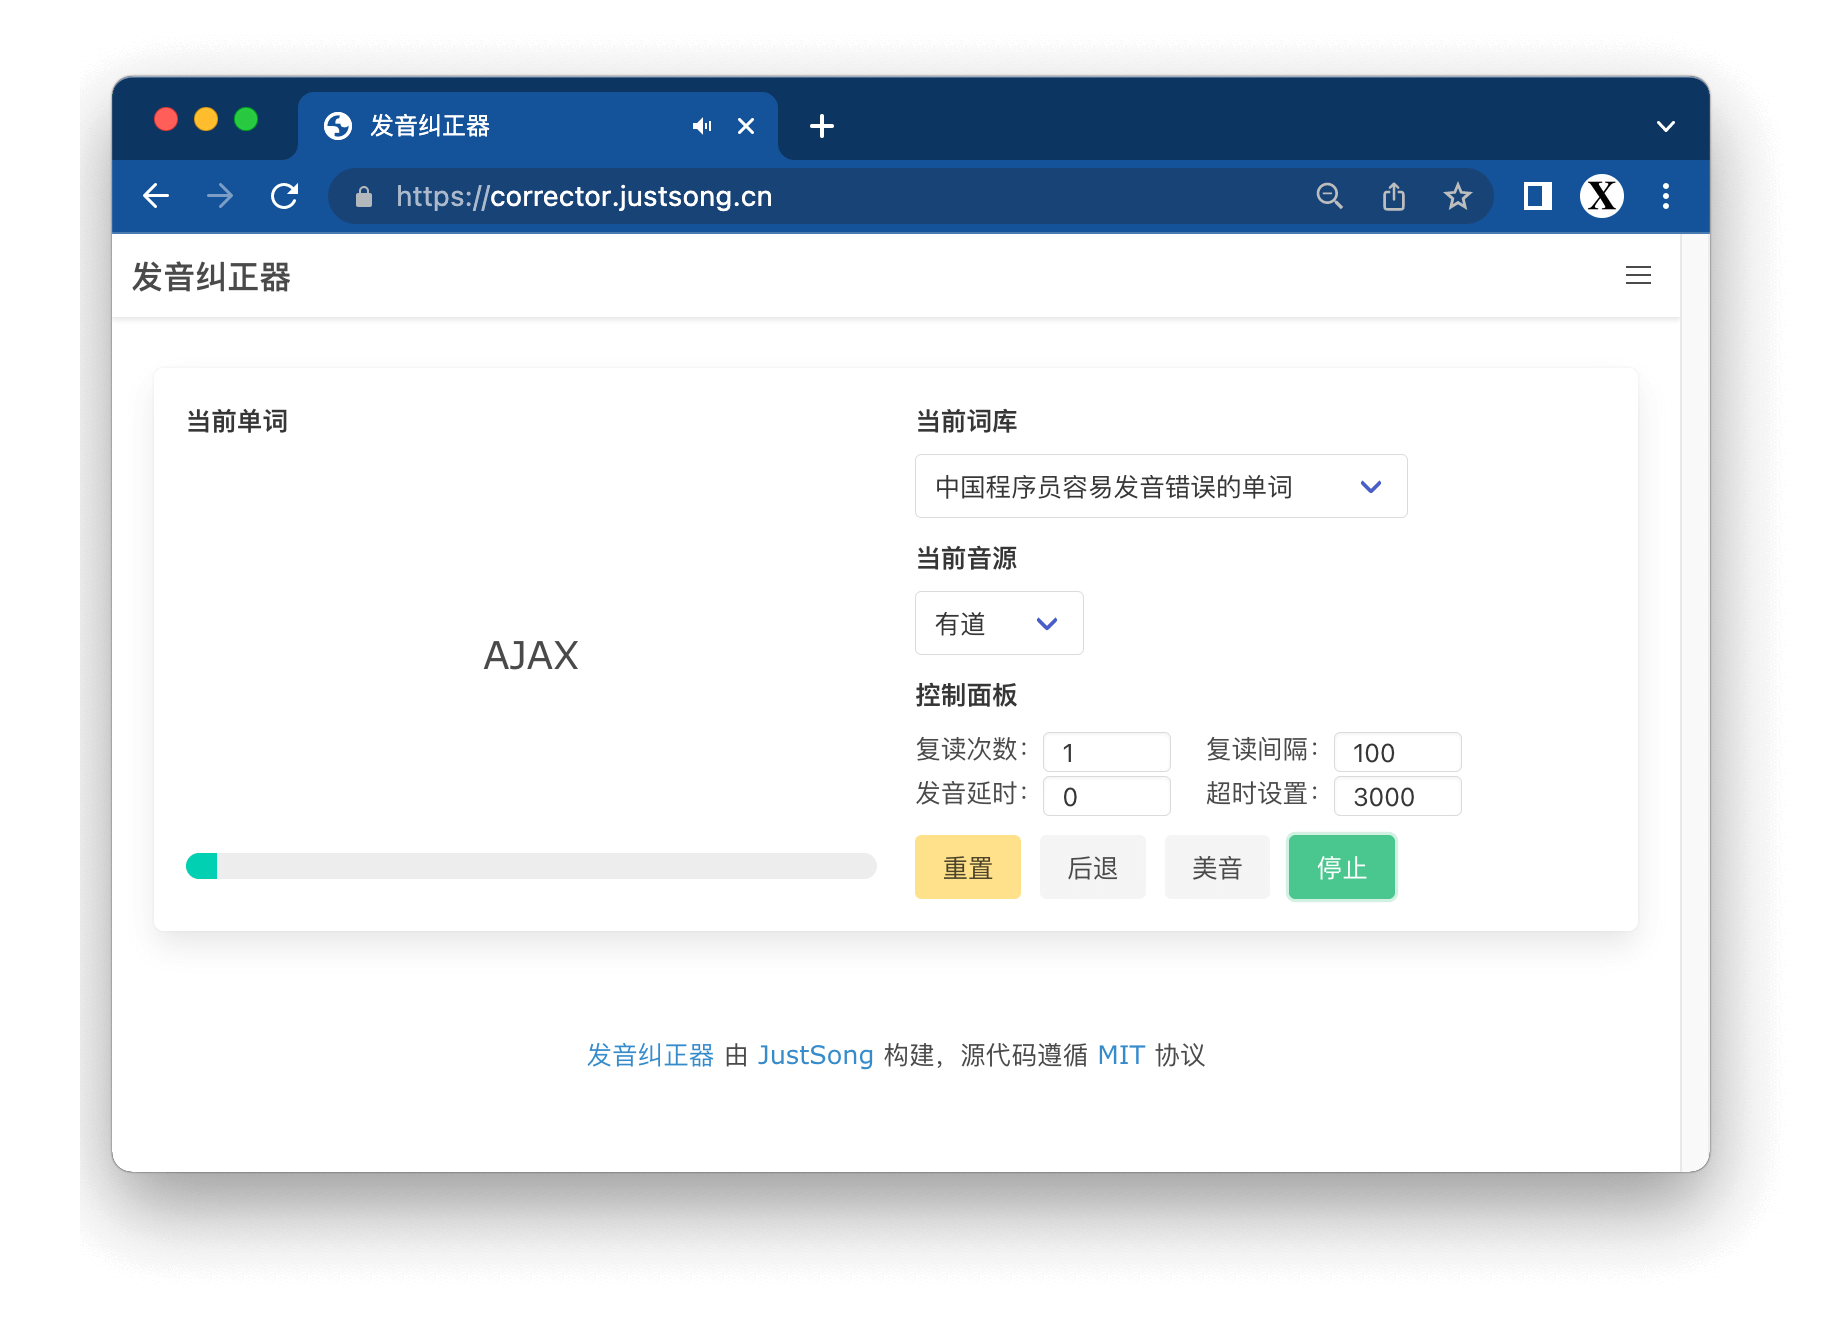 发音纠正器
https://corrector.justsong.cn
X
发音纠正器
当前单词
AJAX
当前词库
中国程序员容易发音错误的单词
当前音源
有道
控制面板
复读次数： 1 复读间隔： 100
发音延时： 0 超时设置： 3000
重置 后退 美音 停止
发音纠正器 由 JustSong 构建，源代码遵循 MIT 协议